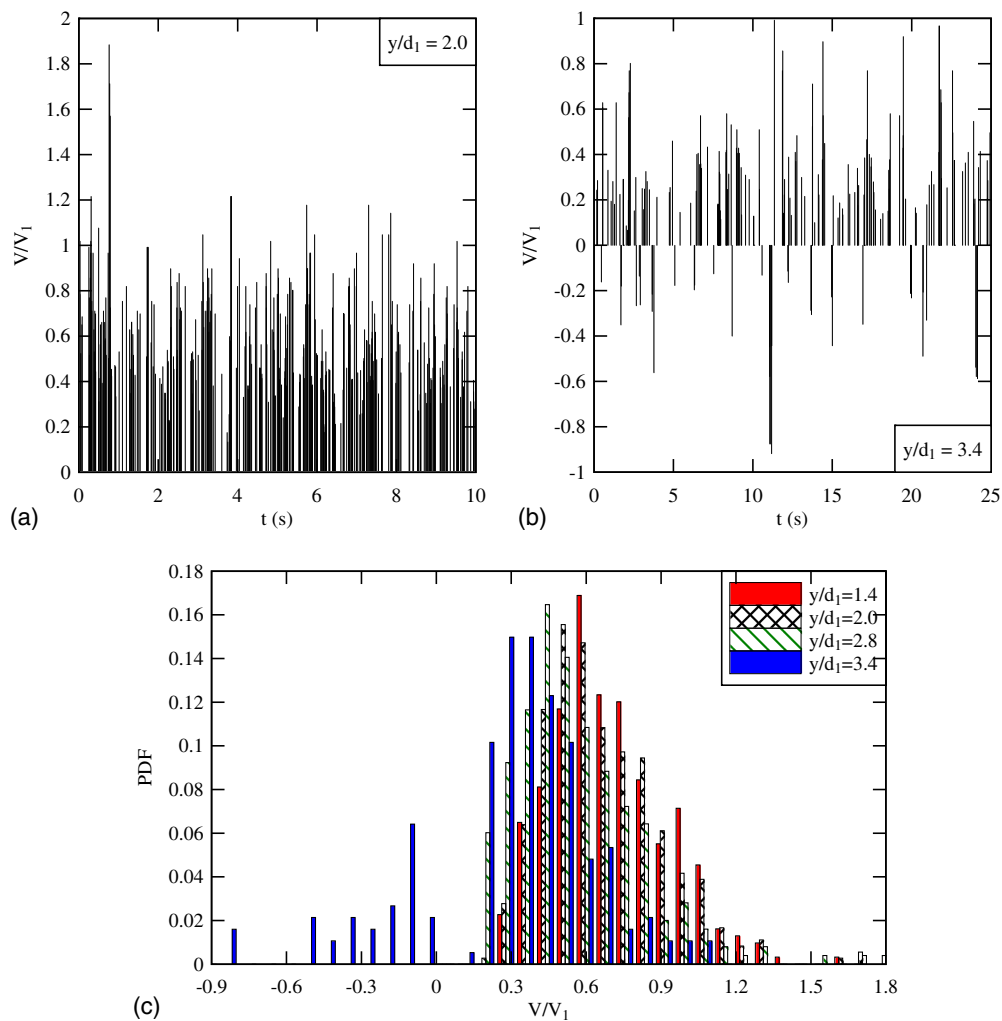 y/d1 = 2.0
2
1.8
1.6
1.4
1.2
1
0.8
0.6
0.4
0.2
0
V/V1
0 2 4 6 8 10
t (s)
(a)
y/d1 = 3.4
1
0.8
0.6
0.4
0.2
0
-0.2
-0.4
-0.6
-0.8
-1
V/V1
0 5 10 15 20 25
t (s)
(b)
0.18
0.16
0.14
0.12
0.1
0.08
0.06
0.04
0.02
0
PDF
y/d1=1.4
y/d1=2.0
y/d1=2.8
y/d1=3.4
-0.9 -0.6 -0.3 0 0.3 0.6 0.9 1.2 1.5 1.8
V/V1
(c)